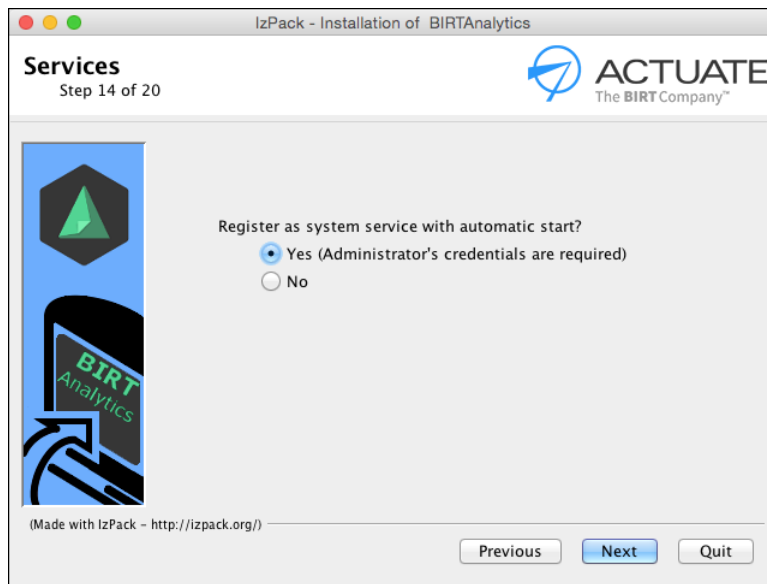 IzPack - Installation of BIRTAnalytics
Services
Step 14 of 20
ACTUATE
The BIRT Company™
Register as system service with automatic start?
Yes (Administrator's credentials are required)
No
BIRT
Analytics
(Made with IzPack - http://izpack.org/)
Previous
Next
Quit